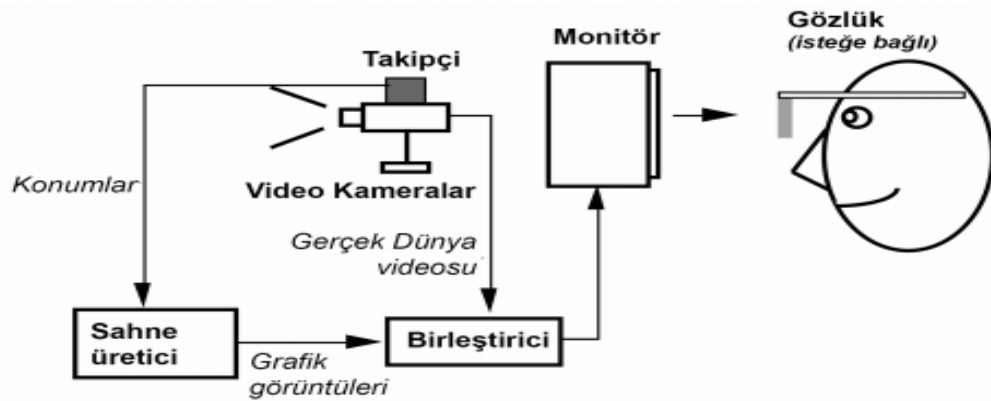 Gözlük
(isteğe bağlı)
Monitör
Takipçi
Konumlar
Video Kameralar
Gerçek Dünya
videosu
Sahne
üretici
Birleştirici
Grafik
görüntüleri